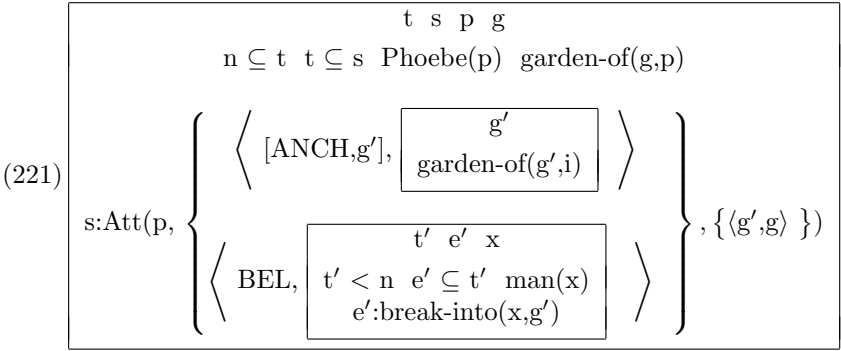 t s p g
n ⊆ t t ⊆ s Phoebe(p) garden-of(g,p)
⟨ [ANCH,g′], g′ ⟩
garden-of(g′,i)
(221) s:Att(p, { } , {⟨g′,g⟩ })
t′ e′ x
⟨ BEL, t′ < n e′ ⊆ t′ man(x) ⟩
e′:break-into(x,g′)